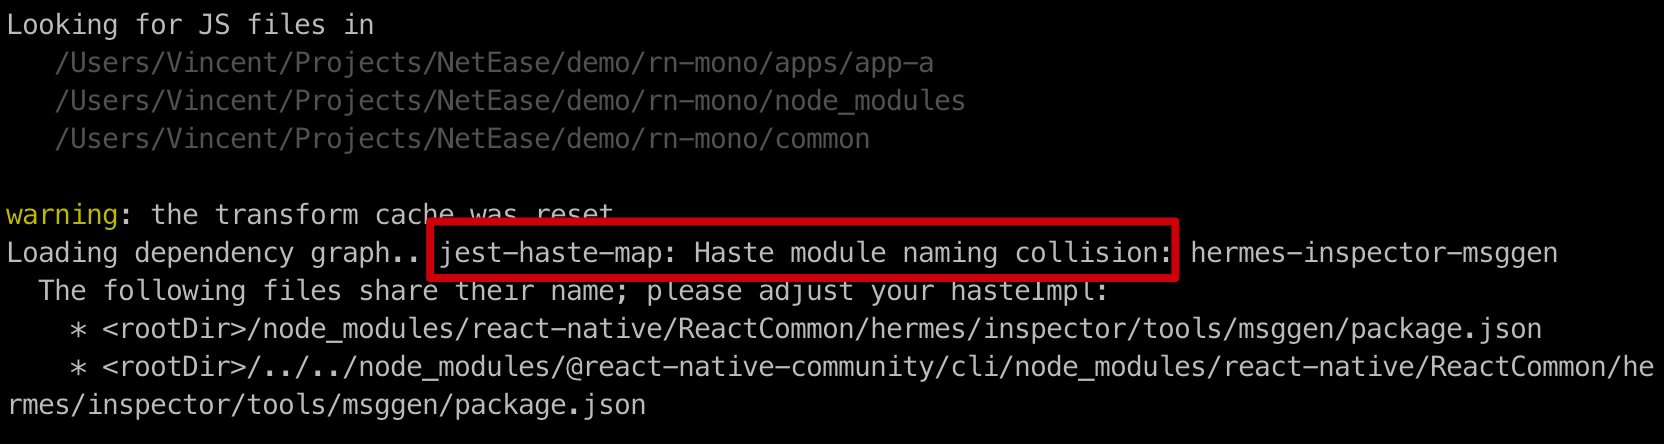 Looking for JS files in
/Users/Vincent/Projects/NetEase/demo/rn-mono/apps/app-a
/Users/Vincent/Projects/NetEase/demo/rn-mono/node_modules
/Users/Vincent/Projects/NetEase/demo/rn-mono/common
warning: the transform cache was reset
Loading dependency graph..jest-haste-map: Haste module naming collision: hermes-inspector-msggen
The following files share their name; please adjust your hasteImpl:
* <rootDir>/node_modules/react-native/ReactCommon/hermes/inspector/tools/msggen/package.json
* <rootDir>/../../node_modules/@react-native-community/cli/node_modules/react-native/ReactCommon/he
rmes/inspector/tools/msggen/package.json